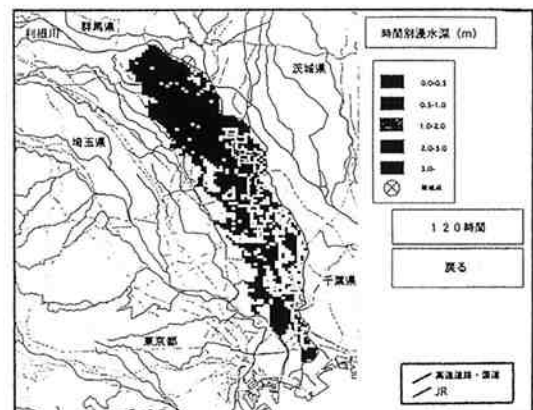 群馬県
利根川
茨城県
埼玉県
千葉県
東京都
時間別浸水深（m）
0.0-0.5
0.5-1.0
1.0-2.0
2.0-5.0
120時間
戻る
高速道路・国道
JR